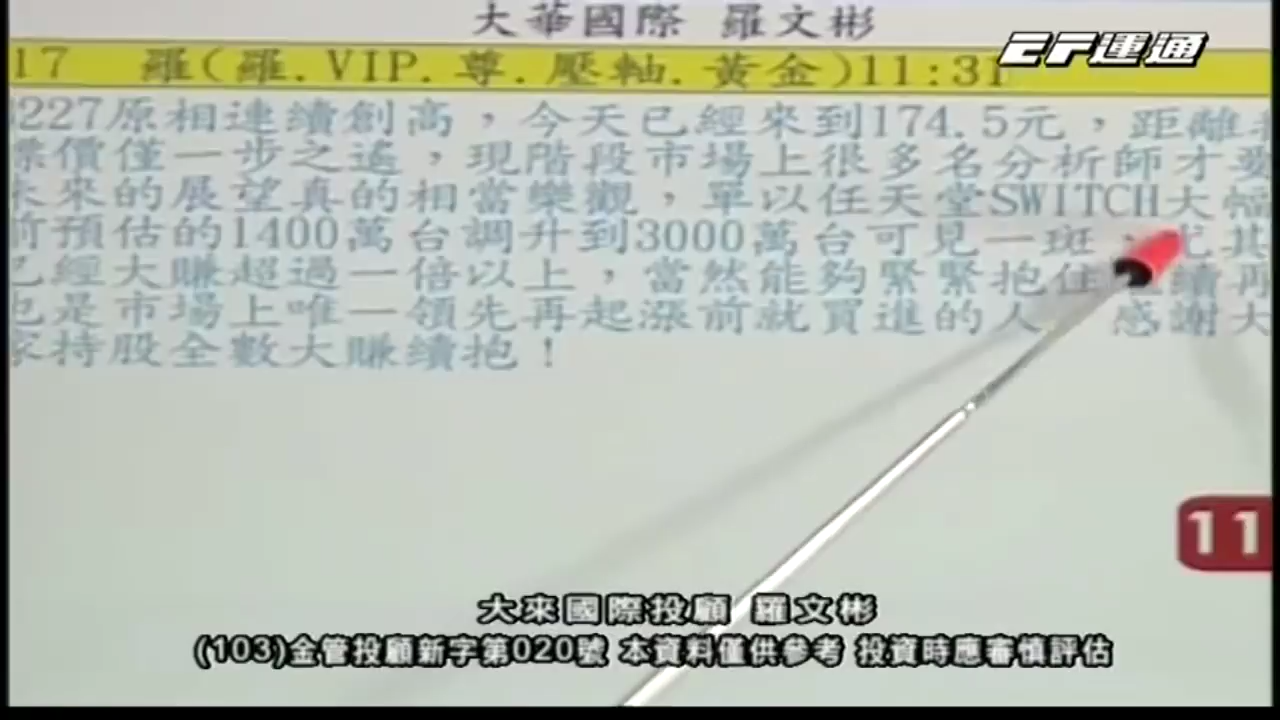 大華國際 羅文彬
EF運通
17 羅(羅.VIP.尊.壓軸.黃金)11:31
227原相連續創高，今天已經來到174.5元，距離
標價僅一步之遙，現階段市場上很多名分析師才要
未來的展望真的相當樂觀，單以任天堂SWITCH大幅
前預估的1400萬台調升到3000萬台可見一斑、尤其
已經大賺超過一倍以上，當然能夠緊緊抱住 續再
也是市場上唯一領先再起漲前就買進的人 感謝大
家持股全數大賺續抱！
11
大來國際投顧 羅文彬
(103)金管投顧新字第020號 本資料僅供參考 投資時應審慎評估